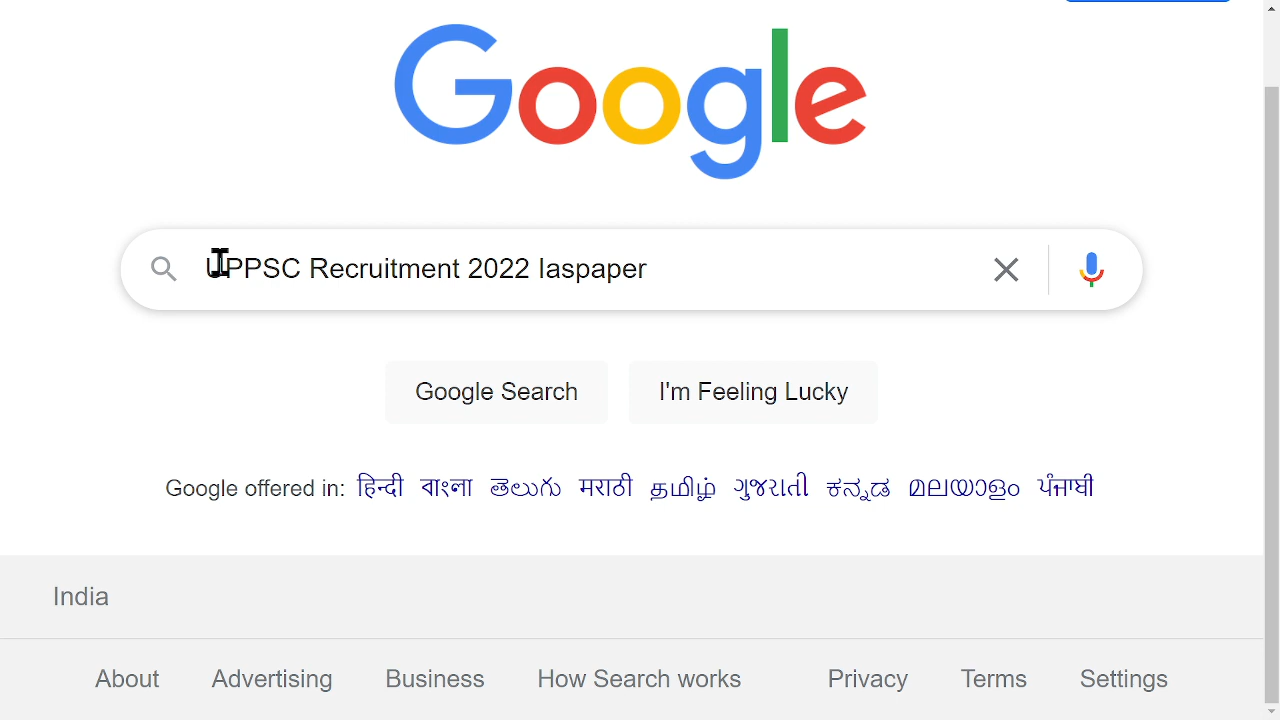 Google
UPPSC Recruitment 2022 Iaspaper
Google Search I'm Feeling Lucky
Google offered in: हिन्दी বাংলা తెలుగు मराठी தமிழ் ગુજરાતી ಕನ್ನಡ മലയാളം ਪੰਜਾਬੀ
India
About Advertising Business How Search works Privacy Terms Settings